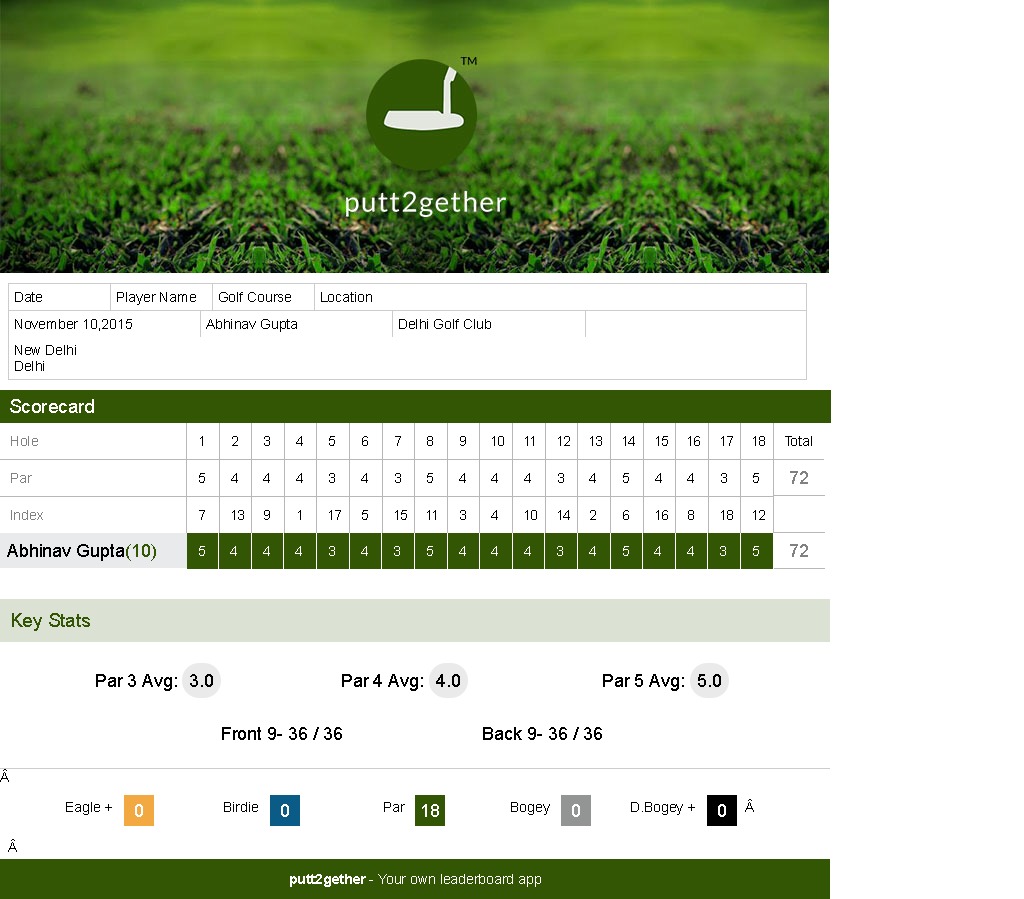 TM
putt2gether
Date Player Name Golf Course Location
November 10,2015 Abhinav Gupta Delhi Golf Club
New Delhi
Delhi
Scorecard
Hole 1 2 3 4 5 6 7 8 9 10 11 12 13 14 15 16 17 18 Total
Par 5 4 4 4 3 4 3 5 4 4 4 3 4 5 4 4 3 5 72
Index 7 13 9 1 17 5 15 11 3 4 10 14 2 6 16 8 18 12
Abhinav Gupta(10) 5 4 4 4 3 4 3 5 4 4 4 3 4 5 4 4 3 5 72
Key Stats
Par 3 Avg: 3.0 Par 4 Avg: 4.0 Par 5 Avg: 5.0
Front 9- 36 / 36 Back 9- 36 / 36
Â
Eagle + 0 Birdie 0 Par 18 Bogey 0 D.Bogey + 0 Â
Â
putt2gether - Your own leaderboard app